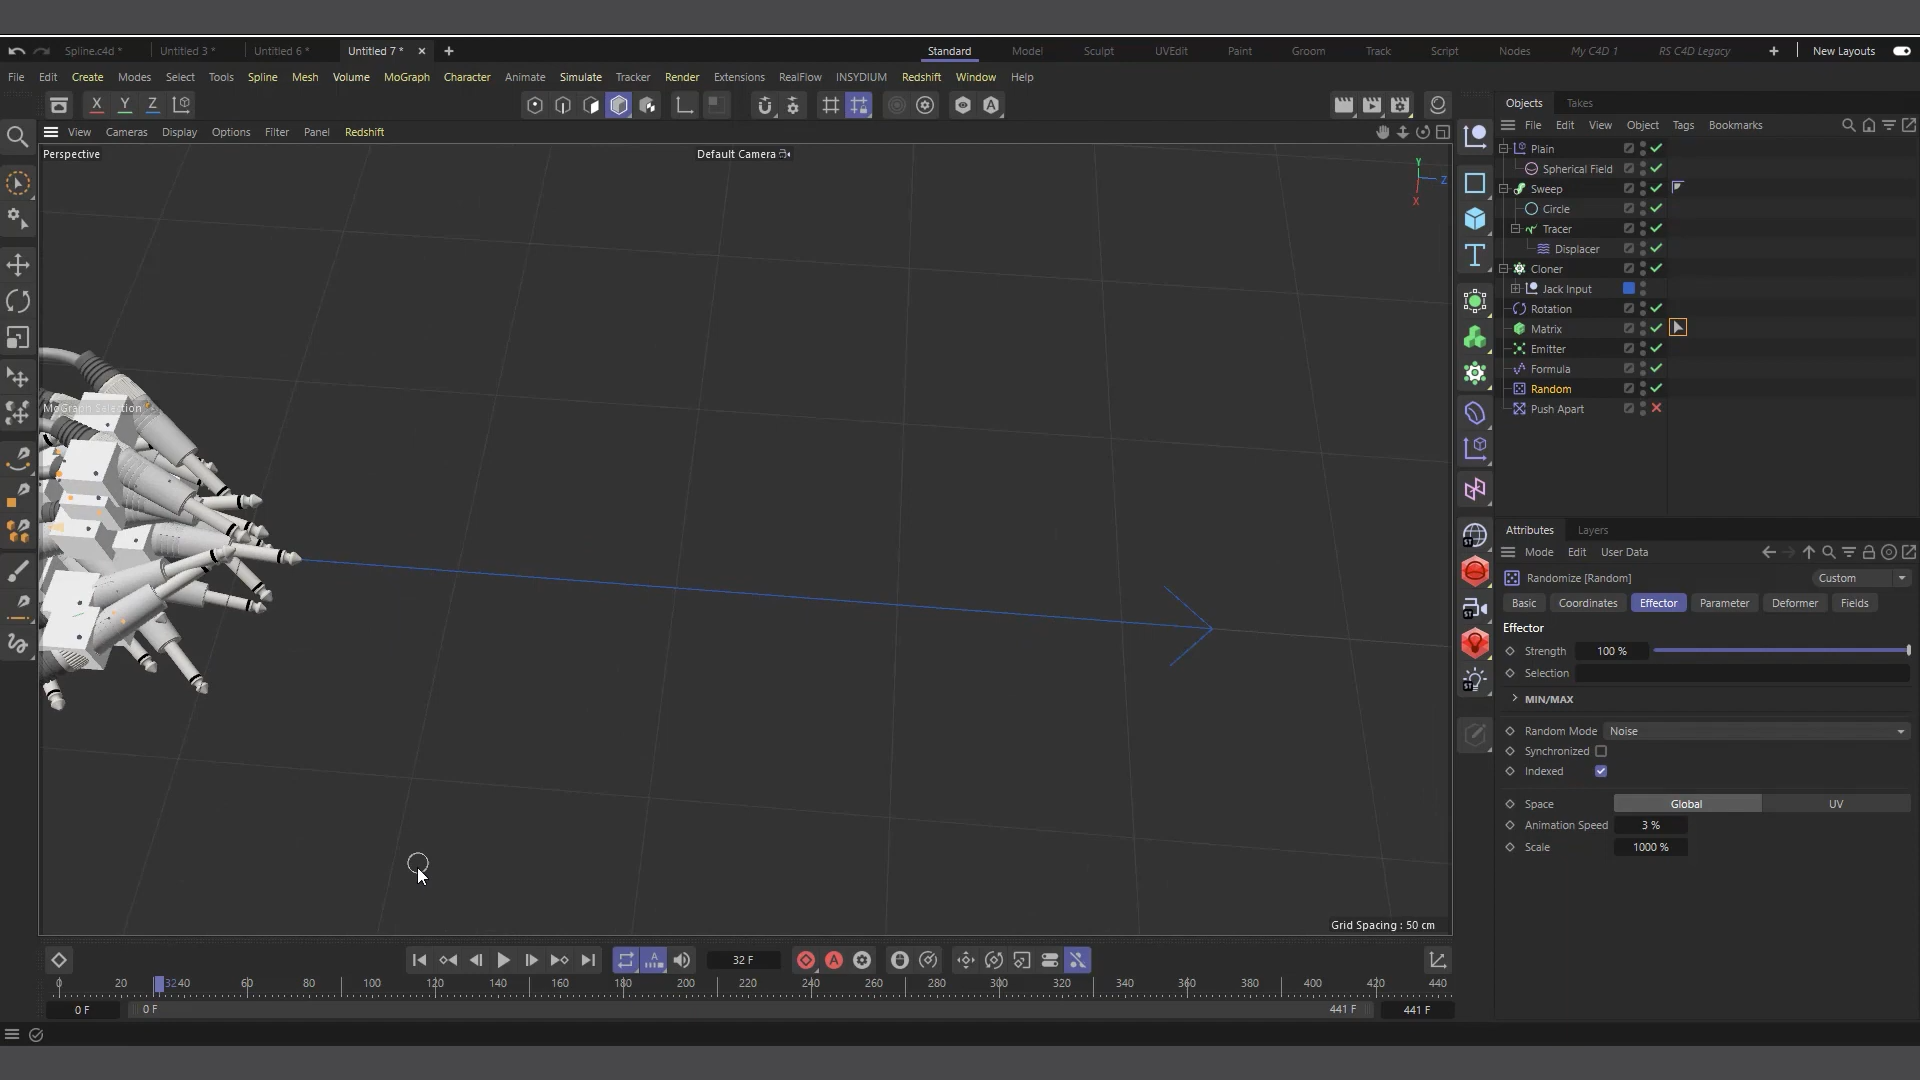 Spline.c4d *
Untitled 3 *
Untitled 6 *
Untitled 7 *
Standard
Model
Sculpt
UVEdit
Paint
Groom
Track
Script
Nodes
My C4D 1
RS C4D Legacy
New Layouts
File
Edit
Create
Modes
Select
Tools
Spline
Mesh
Volume
MoGraph
Character
Animate
Simulate
Tracker
Render
Extensions
RealFlow
INSYDIUM
Redshift
Window
Help
X
Y
Z
Objects
Takes
File
Edit
View
Object
Tags
Bookmarks
View
Cameras
Display
Options
Filter
Panel
Redshift
Perspective
Default Camera
Y
Z
X
Plain
Spherical Field
Sweep
Circle
Tracer
Displacer
Cloner
Jack Input
Rotation
Matrix
Emitter
Formula
Random
Push Apart
MoGraph Selection
Attributes
Layers
Mode
Edit
User Data
Randomize [Random]
Custom
Basic
Coordinates
Effector
Parameter
Deformer
Fields
Effector
Strength
100 %
Selection
MIN/MAX
Random Mode
Noise
Synchronized
Indexed
Space
Global
UV
Animation Speed
3 %
Scale
1000 %
Grid Spacing : 50 cm
32 F
0 20 32 40 60 80 100 120 140 160 180 200 220 240 260 280 300 320 340 360 380 400 420 440
0 F
0 F
441 F
441 F